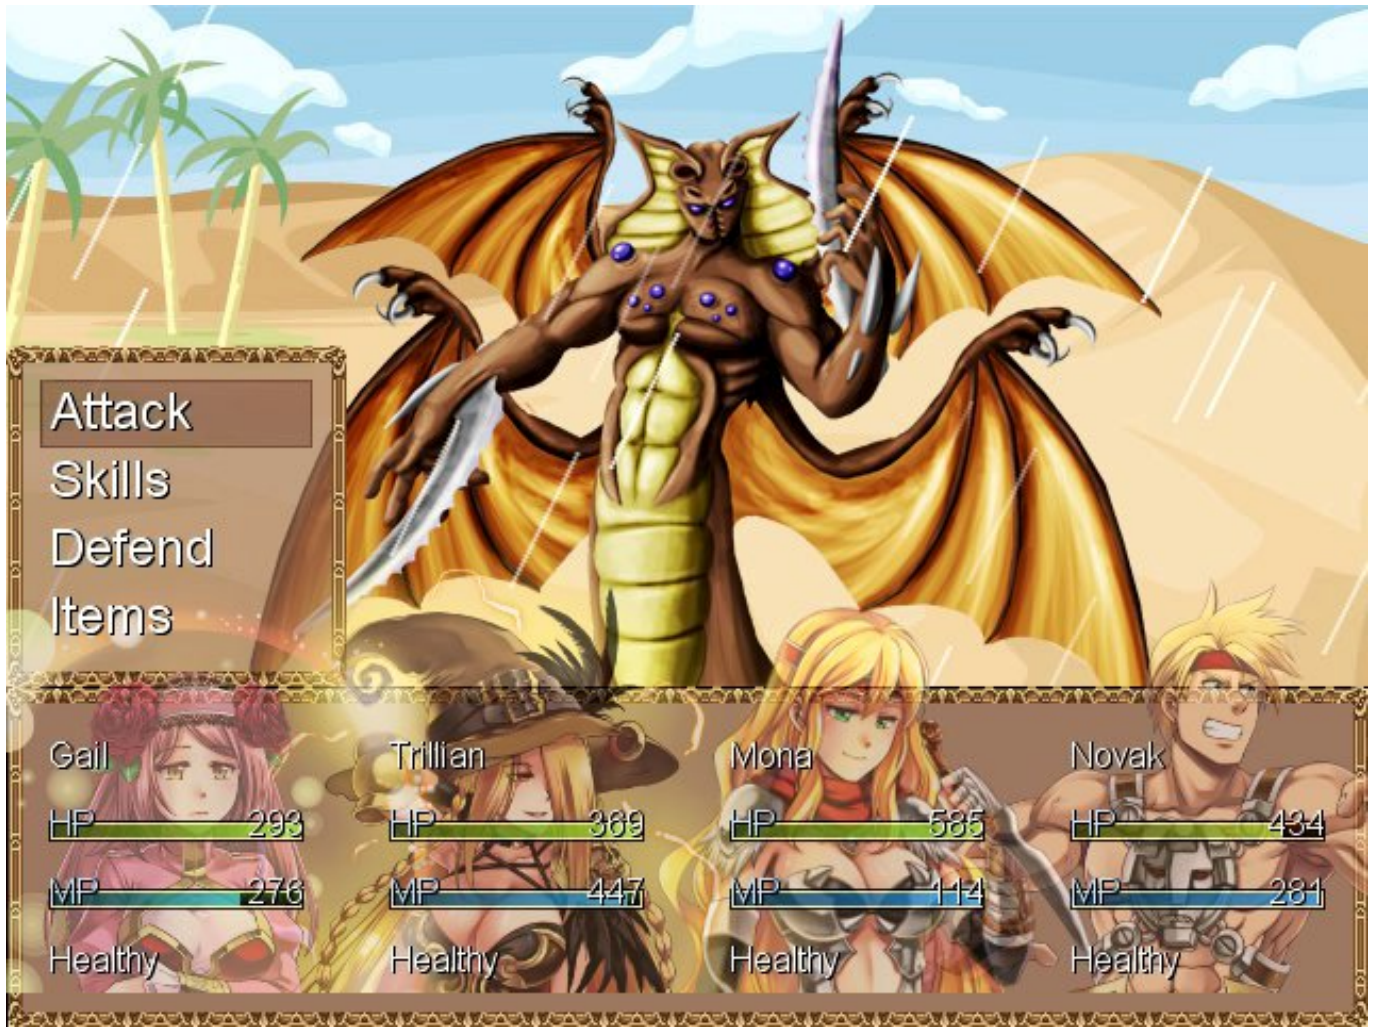 Attack
Skills
Defend
Items
Gail Trillian Mona Novak
HP 293 HP 369 HP 585 HP 434
MP 276 MP 447 MP 114 MP 281
Healthy Healthy Healthy Healthy